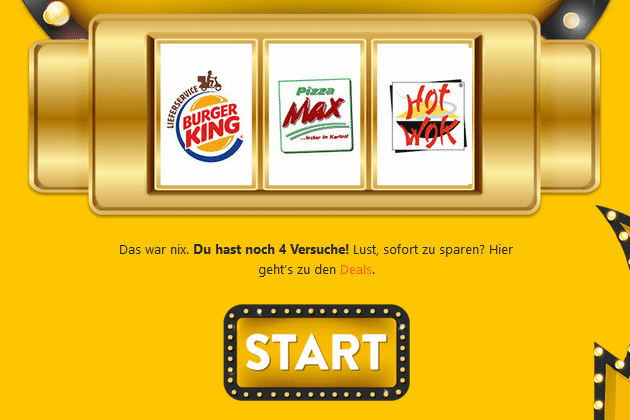 LIEFERSERVICE
BURGER
KING
Pizza
Max
...lecker im Karton!
HOT
WOK
Das war nix. Du hast noch 4 Versuche! Lust, sofort zu sparen? Hier
geht's zu den Deals.
START